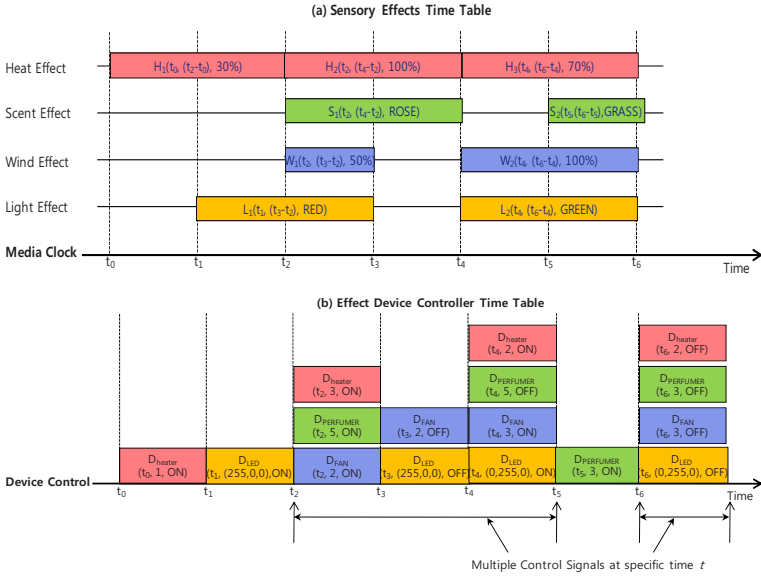 (a) Sensory Effects Time Table
Heat Effect
H1(t0, (t2-t0), 30%)
H2(t2, (t4-t2), 100%)
H3(t4, (t6-t4), 70%)
Scent Effect
S1(t2, (t4-t2), ROSE)
S2(t5,(t6-t5),GRASS)
Wind Effect
W1(t2, (t3-t2), 50%)
W2(t4, (t6-t4), 100%)
Light Effect
L1(t1, (t3-t2), RED)
L2(t4, (t6-t4), GREEN)
Media Clock
t0 t1 t2 t3 t4 t5 t6
Time
(b) Effect Device Controller Time Table
Dheater
(t4, 2, ON)
Dheater
(t6, 2, OFF)
Dheater
(t2, 3, ON)
DPERFUMER
(t4, 5, OFF)
DPERFUMER
(t6, 3, OFF)
DPERFUMER
(t2, 5, ON)
DFAN
(t3, 2, OFF)
DFAN
(t4, 3, ON)
DFAN
(t6, 3, OFF)
Dheater
(t0, 1, ON)
DLED
(t1, (255,0,0),ON)
DFAN
(t2, 2, ON)
DLED
(t3, (255,0,0), OFF)
DLED
(t4, (0,255,0), ON)
DPERFUMER
(t5, 3, ON)
DLED
(t6, (0,255,0), OFF)
Device Control
t0 t1 t2 t3 t4 t5 t6
Time
Multiple Control Signals at specific time t